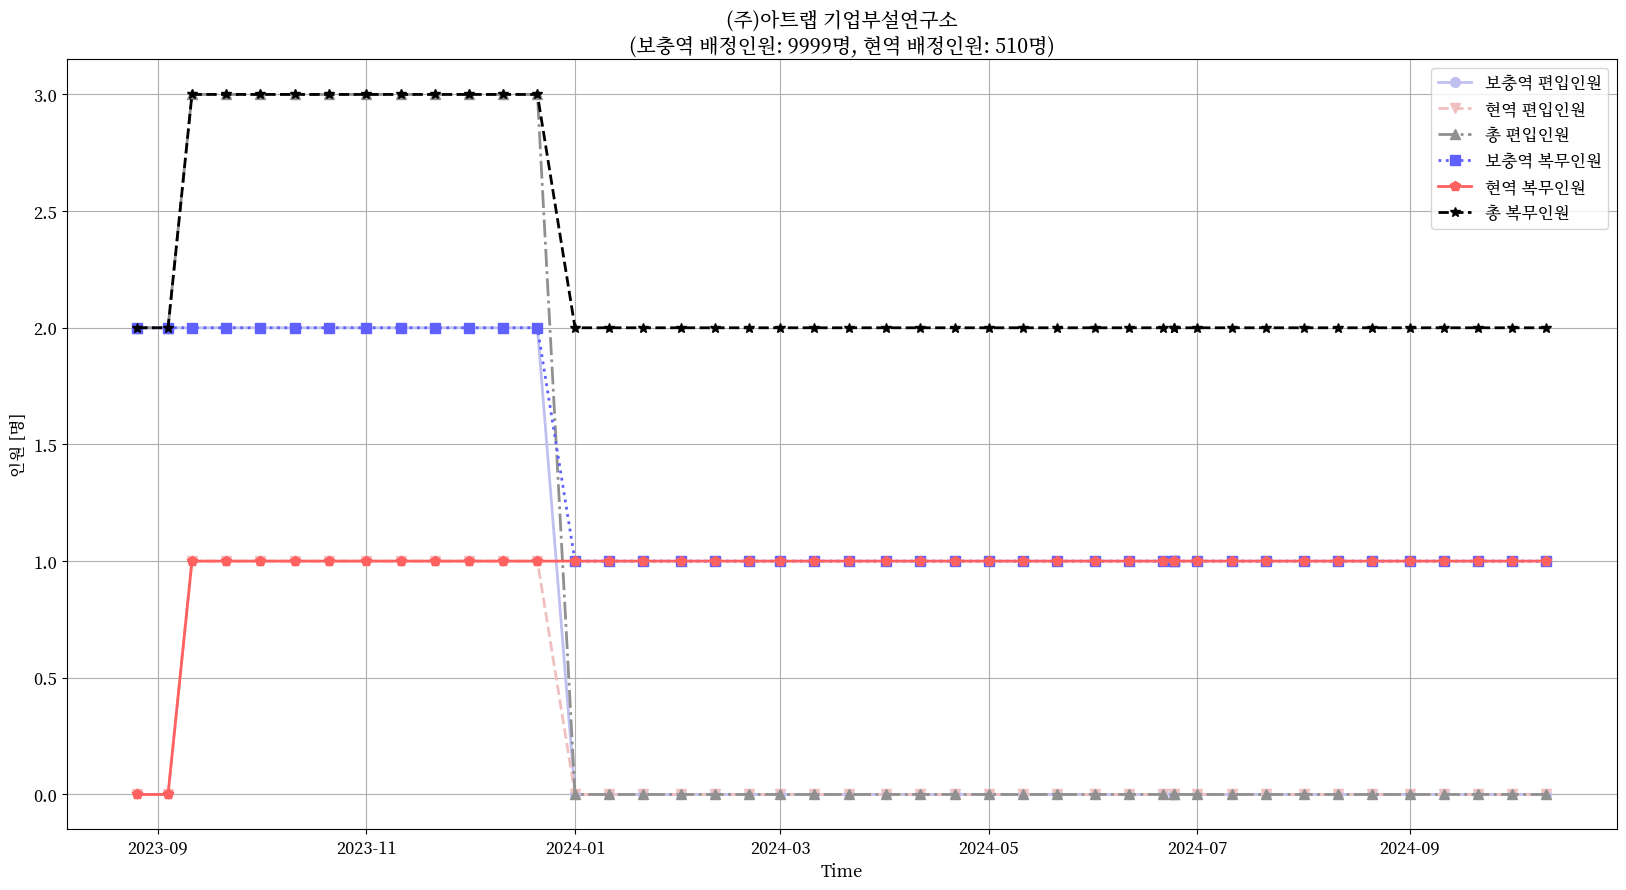 (주)아트랩 기업부설연구소
(보충역 배정인원: 9999명, 현역 배정인원: 510명)
보충역 편입인원
현역 편입인원
총 편입인원
보충역 복무인원
현역 복무인원
총 복무인원
인원 [명]
3.0
2.5
2.0
1.5
1.0
0.5
0.0
2023-09
2023-11
2024-01
2024-03
2024-05
2024-07
2024-09
Time